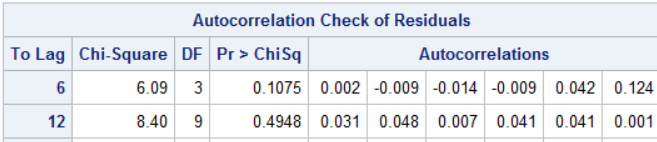 Autocorrelation Check of Residuals
To Lag Chi-Square DF Pr > ChiSq Autocorrelations
6 6.09 3 0.1075 0.002 -0.009 -0.014 -0.009 0.042 0.124
12 8.40 9 0.4948 0.031 0.048 0.007 0.041 0.041 0.001